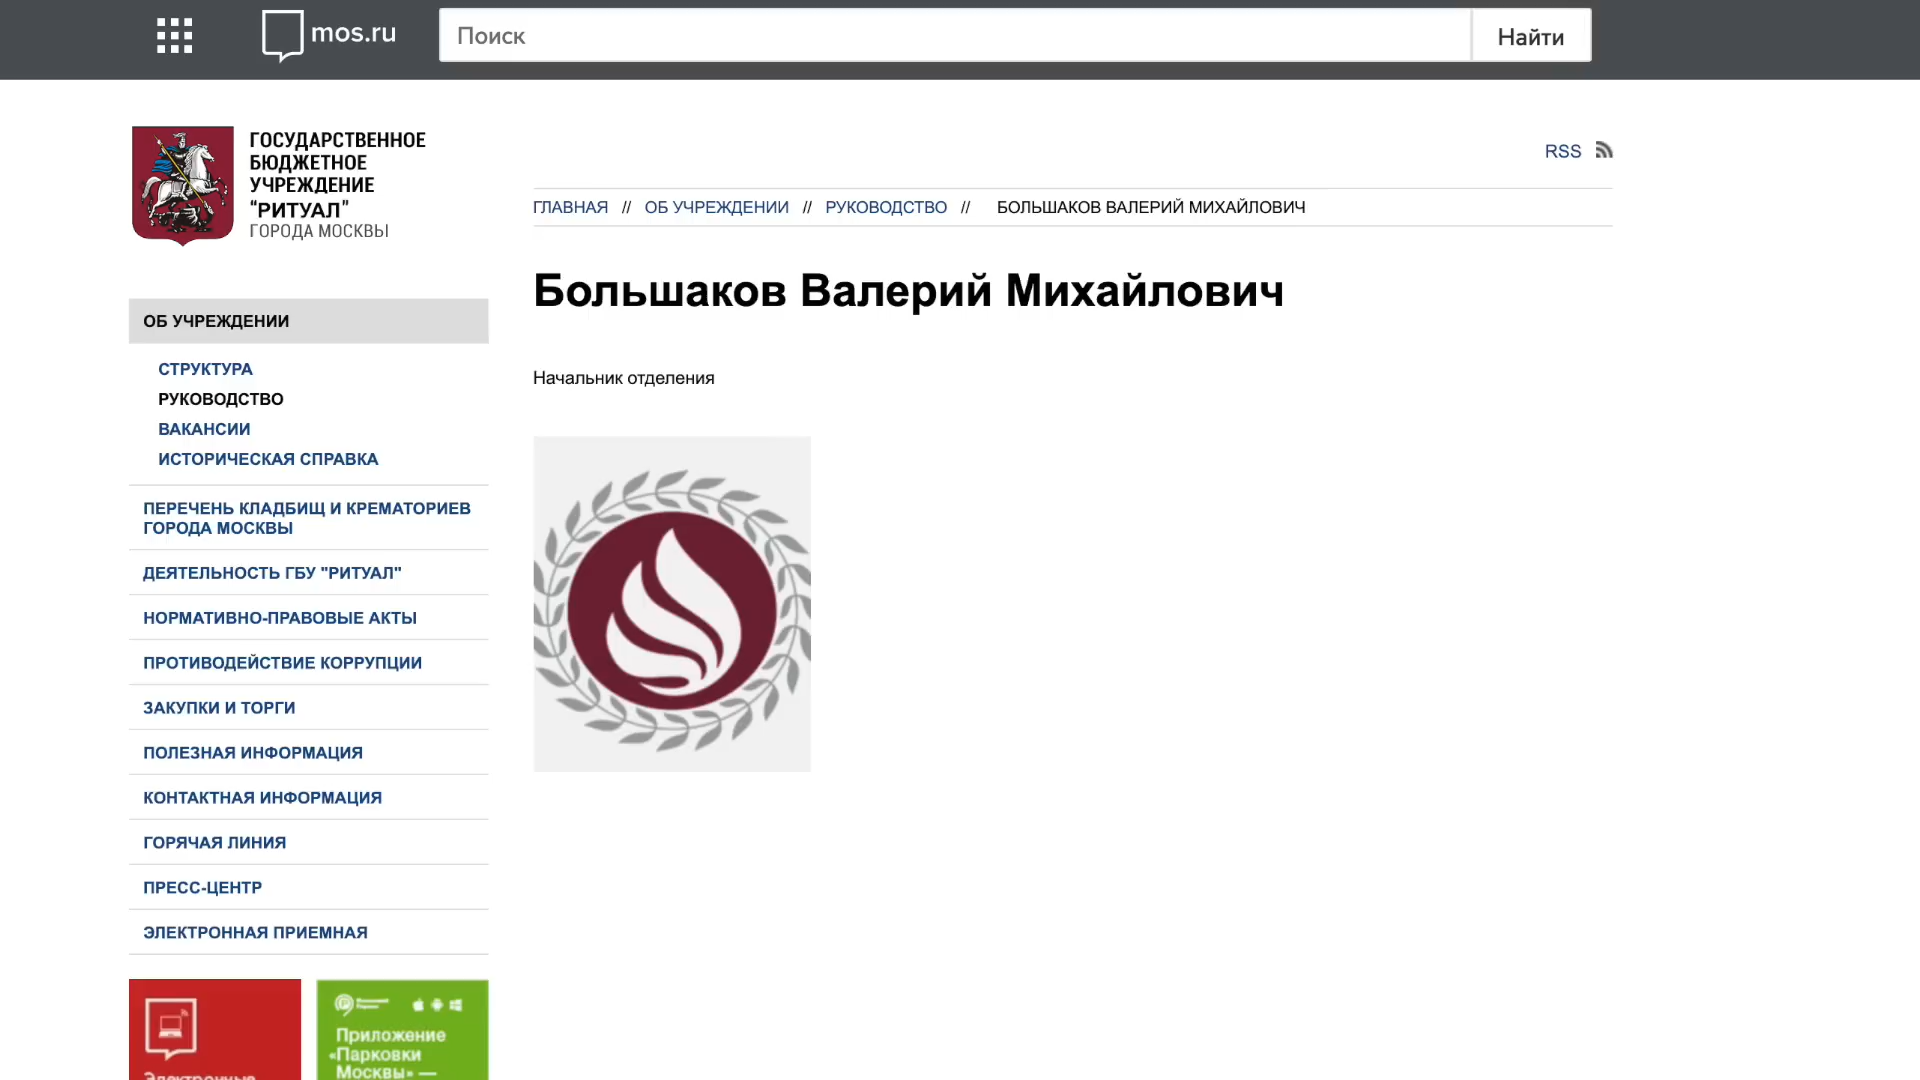 mos.ru
Поиск
Найти
ГОСУДАРСТВЕННОЕ
БЮДЖЕТНОЕ
УЧРЕЖДЕНИЕ
“РИТУАЛ”
ГОРОДА МОСКВЫ
RSS
ГЛАВНАЯ // ОБ УЧРЕЖДЕНИИ // РУКОВОДСТВО // БОЛЬШАКОВ ВАЛЕРИЙ МИХАЙЛОВИЧ
Большаков Валерий Михайлович
Начальник отделения
ОБ УЧРЕЖДЕНИИ
СТРУКТУРА
РУКОВОДСТВО
ВАКАНСИИ
ИСТОРИЧЕСКАЯ СПРАВКА
ПЕРЕЧЕНЬ КЛАДБИЩ И КРЕМАТОРИЕВ
ГОРОДА МОСКВЫ
ДЕЯТЕЛЬНОСТЬ ГБУ "РИТУАЛ"
НОРМАТИВНО-ПРАВОВЫЕ АКТЫ
ПРОТИВОДЕЙСТВИЕ КОРРУПЦИИ
ЗАКУПКИ И ТОРГИ
ПОЛЕЗНАЯ ИНФОРМАЦИЯ
КОНТАКТНАЯ ИНФОРМАЦИЯ
ГОРЯЧАЯ ЛИНИЯ
ПРЕСС-ЦЕНТР
ЭЛЕКТРОННАЯ ПРИЕМНАЯ
Электронные
Приложение
«Парковки
Москвы» —